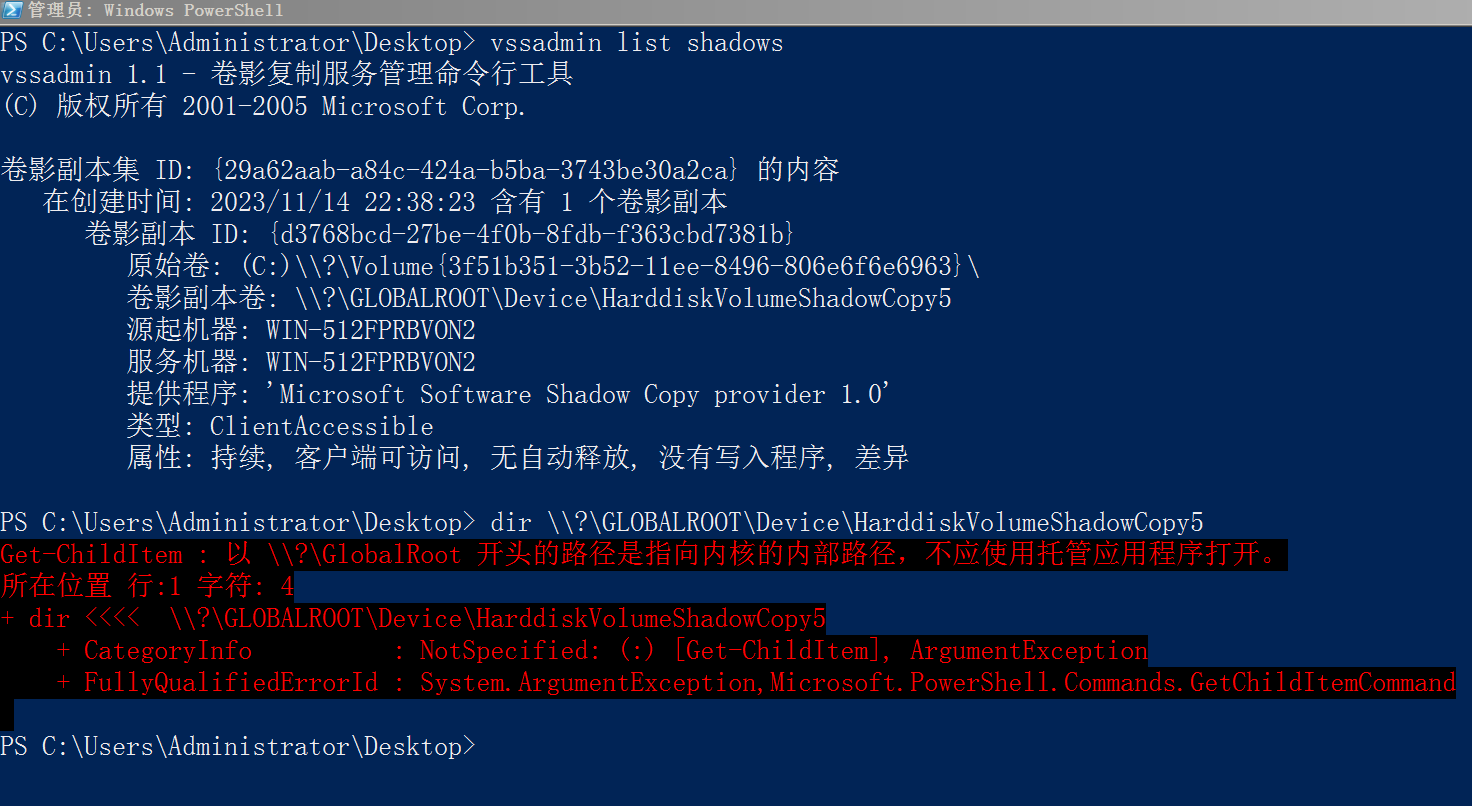 管理员: Windows PowerShell
PS C:\Users\Administrator\Desktop> vssadmin list shadows
vssadmin 1.1 - 卷影复制服务管理命令行工具
(C) 版权所有 2001-2005 Microsoft Corp.
卷影副本集 ID: {29a62aab-a84c-424a-b5ba-3743be30a2ca} 的内容
在创建时间: 2023/11/14 22:38:23 含有 1 个卷影副本
卷影副本 ID: {d3768bcd-27be-4f0b-8fdb-f363cbd7381b}
原始卷: (C:)\\?\Volume{3f51b351-3b52-11ee-8496-806e6f6e6963}\
卷影副本卷: \\?\GLOBALROOT\Device\HarddiskVolumeShadowCopy5
源起机器: WIN-512FPRBVON2
服务机器: WIN-512FPRBVON2
提供程序: 'Microsoft Software Shadow Copy provider 1.0'
类型: ClientAccessible
属性: 持续, 客户端可访问, 无自动释放, 没有写入程序, 差异
PS C:\Users\Administrator\Desktop> dir \\?\GLOBALROOT\Device\HarddiskVolumeShadowCopy5
Get-ChildItem : 以 \\?\GlobalRoot 开头的路径是指向内核的内部路径，不应使用托管应用程序打开。
所在位置 行:1 字符: 4
+ dir <<<<  \\?\GLOBALROOT\Device\HarddiskVolumeShadowCopy5
+ CategoryInfo : NotSpecified: (:) [Get-ChildItem], ArgumentException
+ FullyQualifiedErrorId : System.ArgumentException,Microsoft.PowerShell.Commands.GetChildItemCommand
PS C:\Users\Administrator\Desktop>